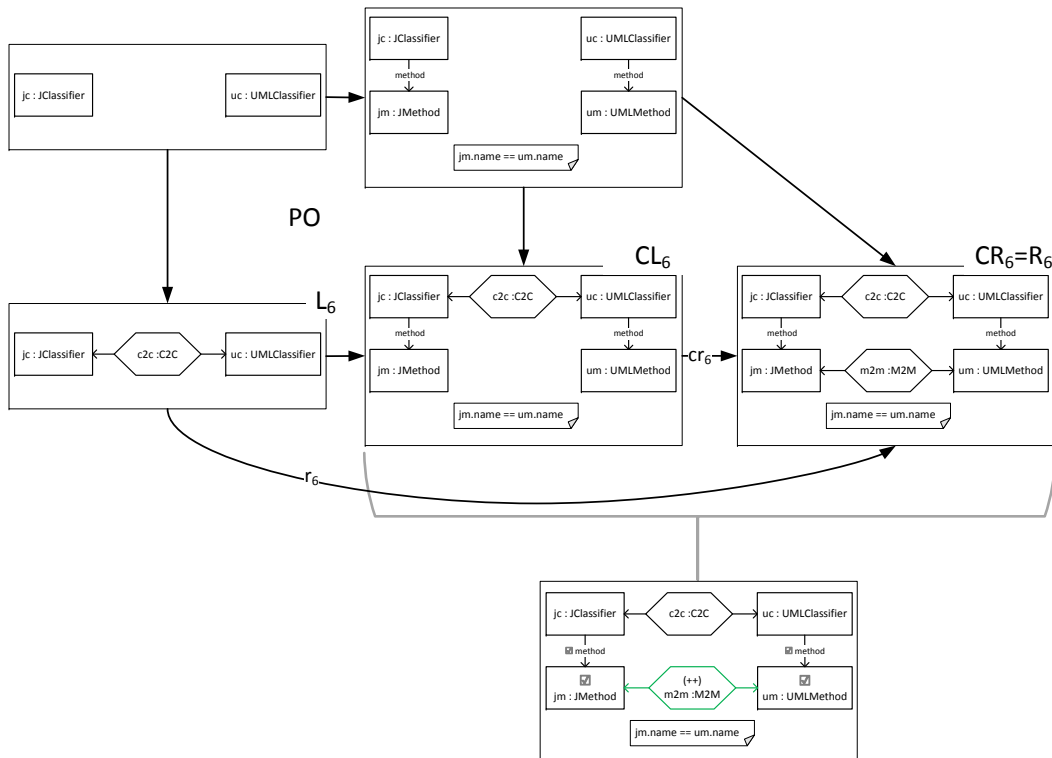 jc : JClassifier
uc : UMLClassifier
jc : JClassifier
uc : UMLClassifier
method
method
jm : JMethod
um : UMLMethod
jm.name == um.name
PO
L6
jc : JClassifier
c2c :C2C
uc : UMLClassifier
CL6
jc : JClassifier
c2c :C2C
uc : UMLClassifier
method
method
jm : JMethod
um : UMLMethod
jm.name == um.name
cr6
CR6=R6
jc : JClassifier
c2c :C2C
uc : UMLClassifier
method
method
jm : JMethod
m2m :M2M
um : UMLMethod
jm.name == um.name
r6
jc : JClassifier
c2c :C2C
uc : UMLClassifier
☑ method
☑ method
☑
jm : JMethod
(++)
m2m :M2M
☑
um : UMLMethod
jm.name == um.name